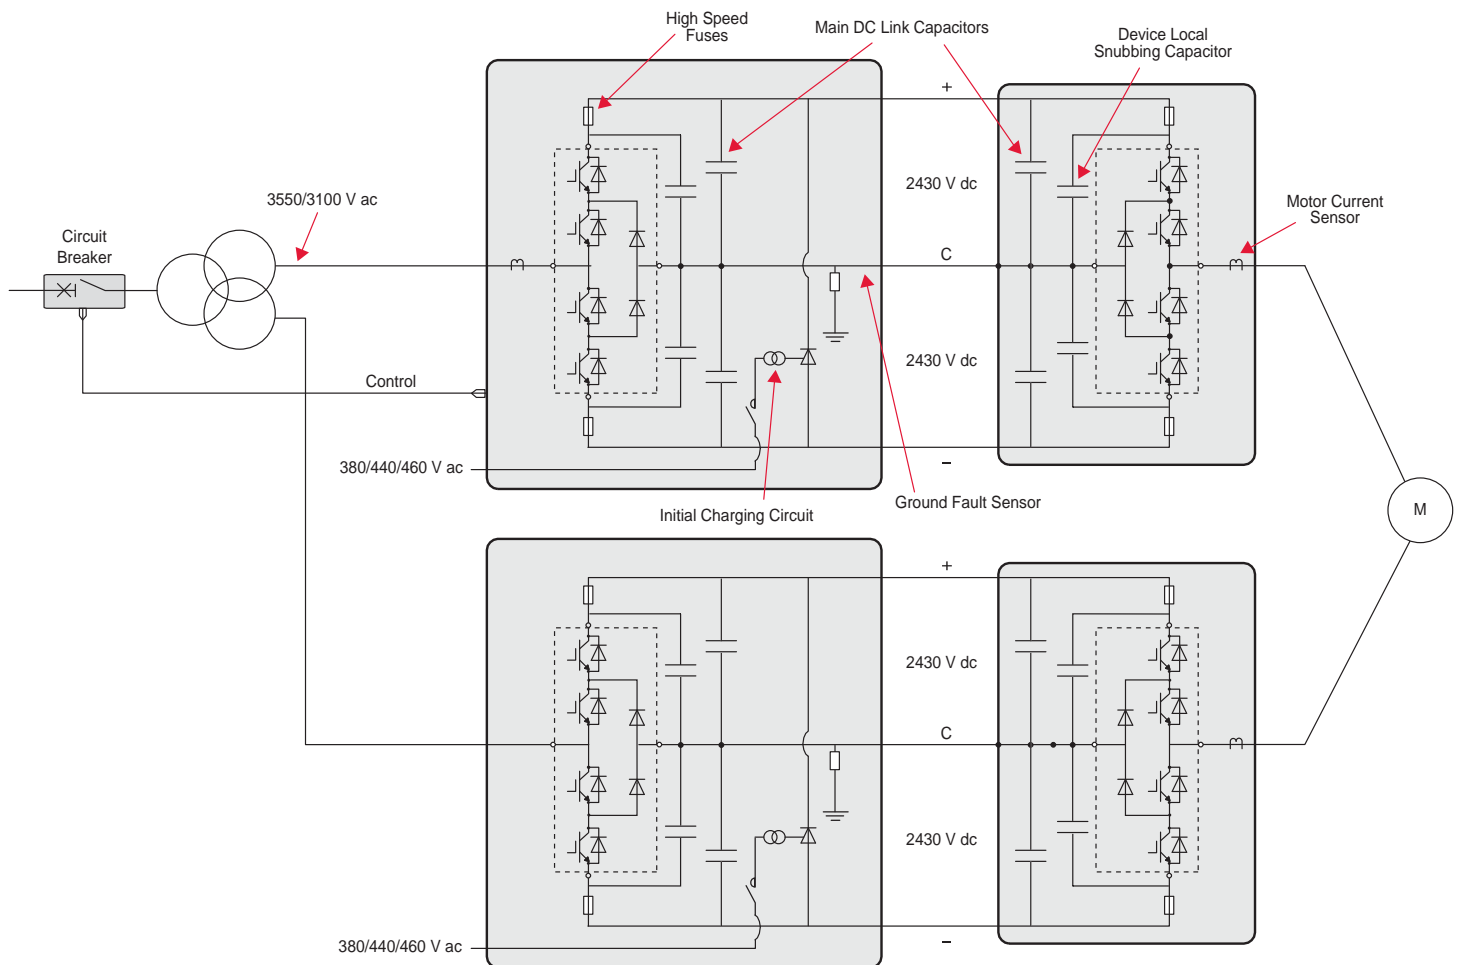 High Speed
Fuses
Main DC Link Capacitors
Device Local
Snubbing Capacitor
+
3550/3100 V ac
2430 V dc
Motor Current
Sensor
Circuit
Breaker
C
2430 V dc
Control
380/440/460 V ac
–
Ground Fault Sensor
Initial Charging Circuit
M
+
2430 V dc
C
2430 V dc
380/440/460 V ac
–